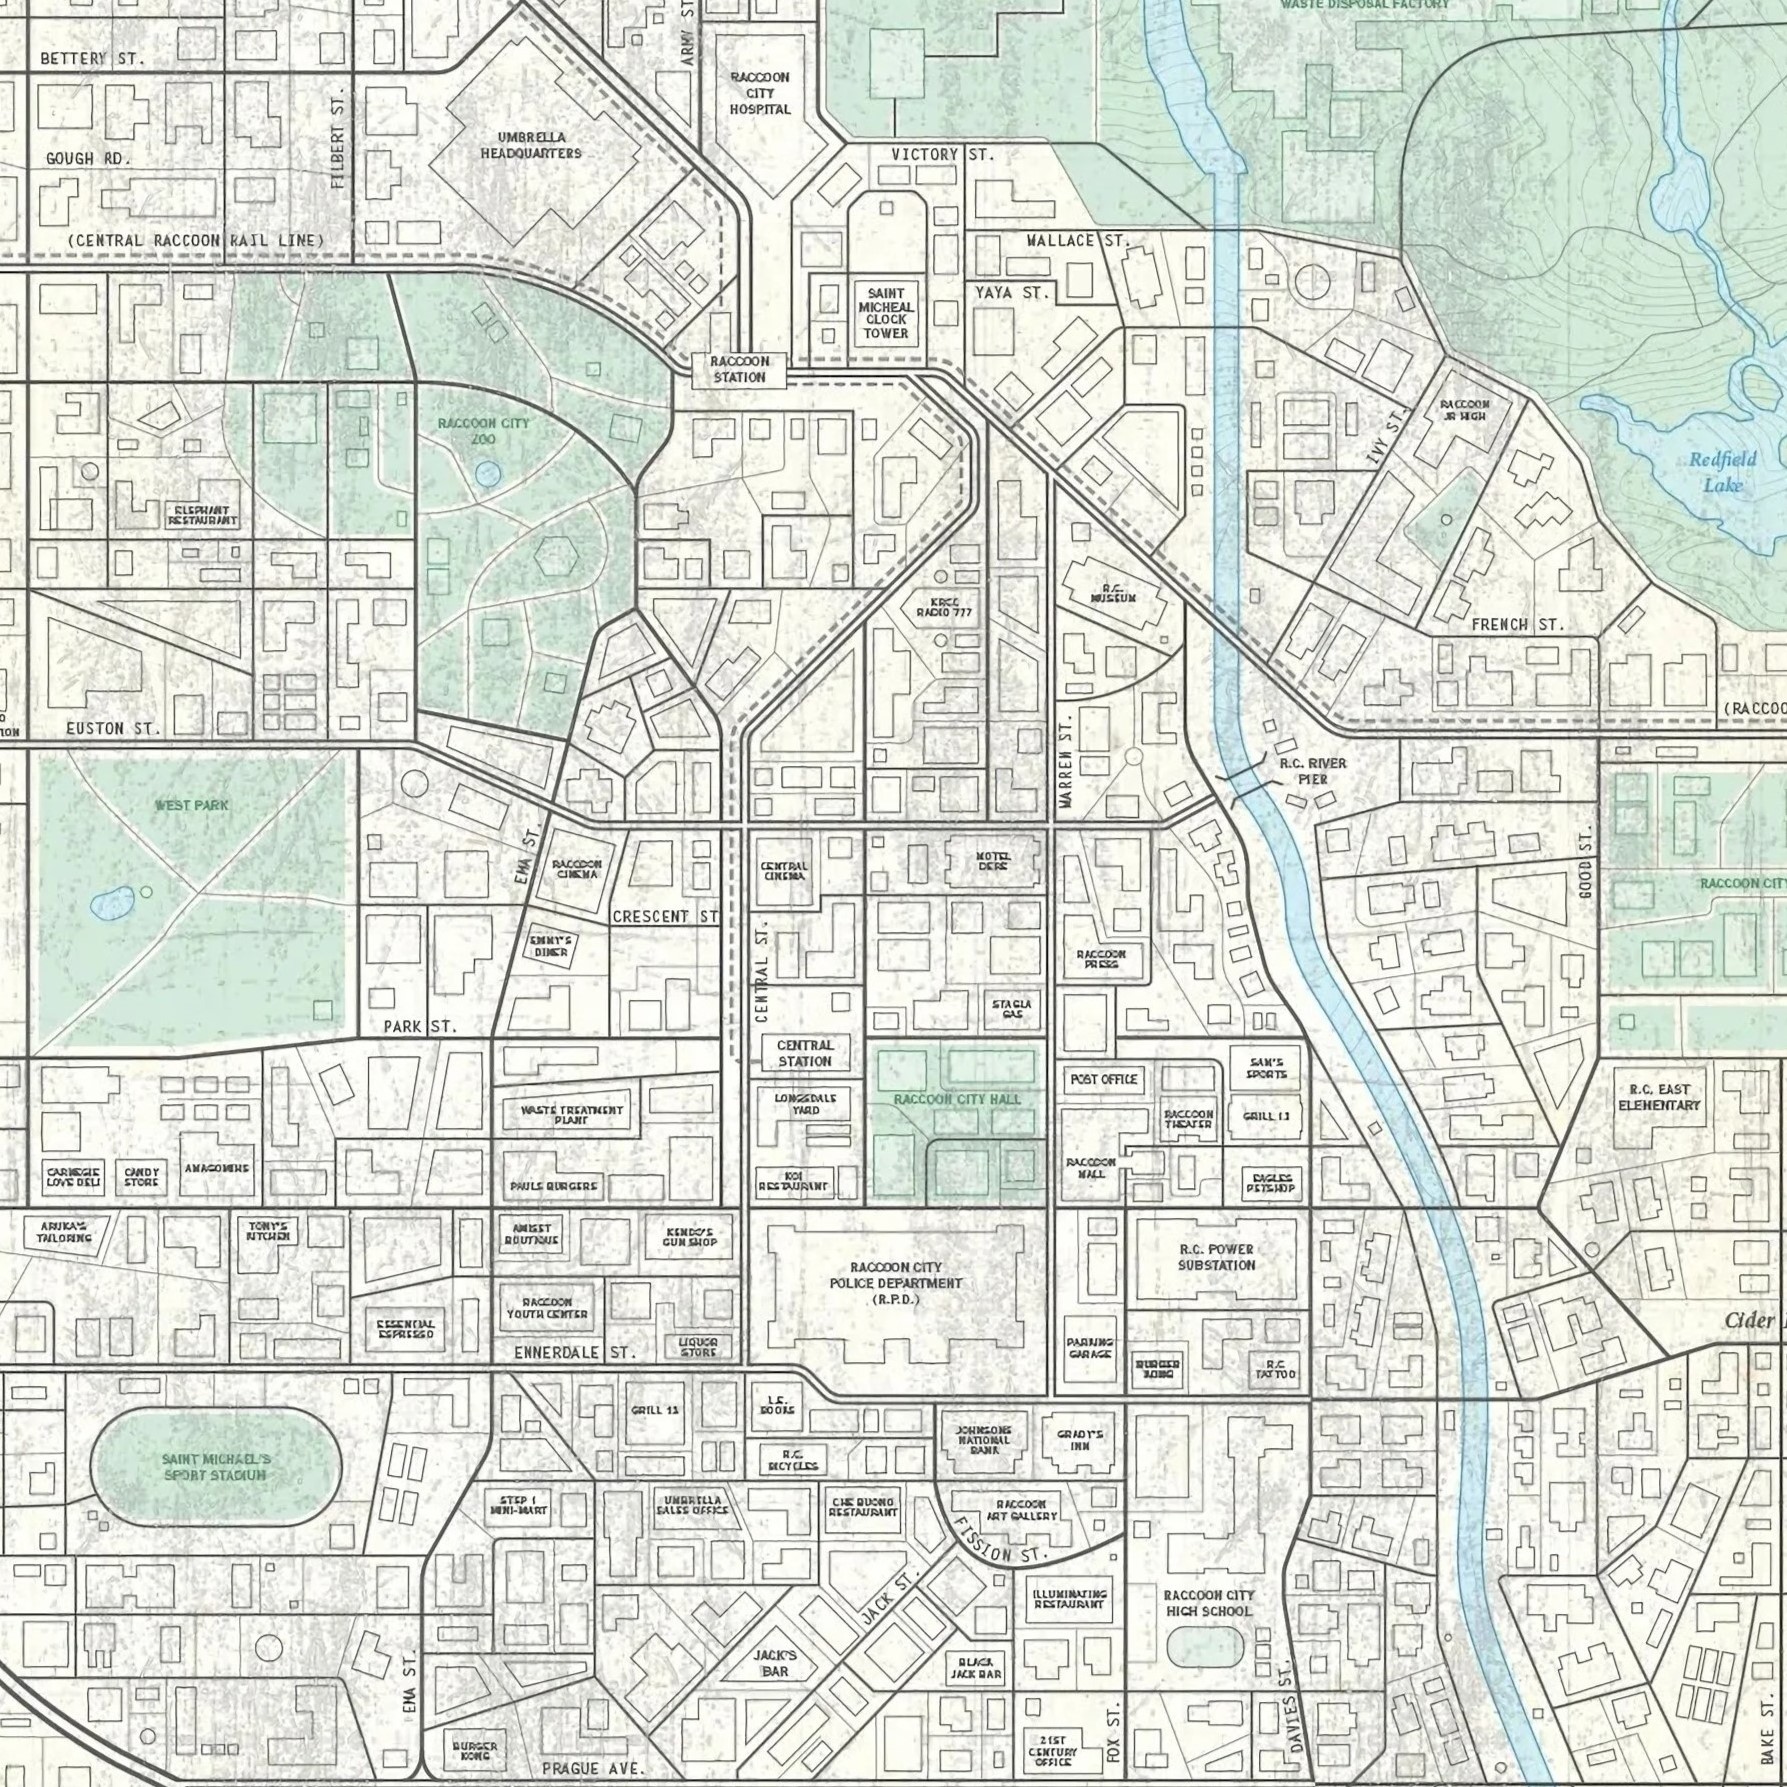 WASTE DISPOSAL FACTORY
BETTERY ST.
ARMY ST.
RACCOON
CITY
HOSPITAL
UMBRELLA
HEADQUARTERS
FILBERT ST.
GOUGH RD.
VICTORY ST.
(CENTRAL RACCOON RAIL LINE)
WALLACE ST.
YAYA ST.
SAINT
MICHEAL
CLOCK
TOWER
RACCOON
STATION
RACCOON CITY
ZOO
RACCOON
JR HIGH
IVY ST.
Redfield
Lake
ELEPHANT
RESTAURANT
R.C.
MUSEUM
KRCC
RADIO 777
FRENCH ST.
(RACCOO
EUSTON ST.
WARREN ST.
R.C. RIVER
PIER
WEST PARK
EMA ST.
RACCOON
CINEMA
CENTRAL
CINEMA
MOTEL
DERE
GOOD ST.
RACCOON CITY
CRESCENT ST
EMMY'S
DINER
CENTRAL ST.
RACCOON
PRESS
STAGLA
GAS
PARK ST.
CENTRAL
STATION
POST OFFICE
SAM'S
SPORTS
RACCOON CITY HALL
LONSDALE
YARD
WASTE TREATMENT
PLANT
RACCOON
THEATER
GRILL 13
R.C. EAST
ELEMENTARY
CARNEGIE
LOVE DELI
CANDY
STORE
PAULS BURGERS
KOI
RESTAURANT
RACCOON
MALL
EAGLES
PETSHOP
ARUKA'S
TAILORING
TONY'S
KITCHEN
AMISST
BOUTIQUE
KENDO'S
GUN SHOP
RACCOON CITY
POLICE DEPARTMENT
(R.P.D.)
R.C. POWER
SUBSTATION
RACCOON
YOUTH CENTER
ESSENTIAL
ESPRESSO
LIQUOR
STORE
ENNERDALE ST.
PARKING
GARAGE
BURGER
KONG
R.C
TATTOO
Cider
GRILL 13
L.E.
BOOKS
JOHNSONS
NATIONAL
BANK
GRADY'S
INN
R.C.
BICYCLES
SAINT MICHAEL'S
SPORT STADIUM
STEP 1
MINI-MART
UMBRELLA
SALES OFFICE
CHE BUONO
RESTAURANT
RACCOON
ART GALLERY
FISSION ST.
JACK ST.
ILLUMINATING
RESTAURANT
RACCOON CITY
HIGH SCHOOL
JACK'S
BAR
BLACK
JACK BAR
EMA ST.
BURGER
KONG
PRAGUE AVE.
21ST
CENTURY
OFFICE
FOX ST.
DAVIES ST.
BAKE ST.